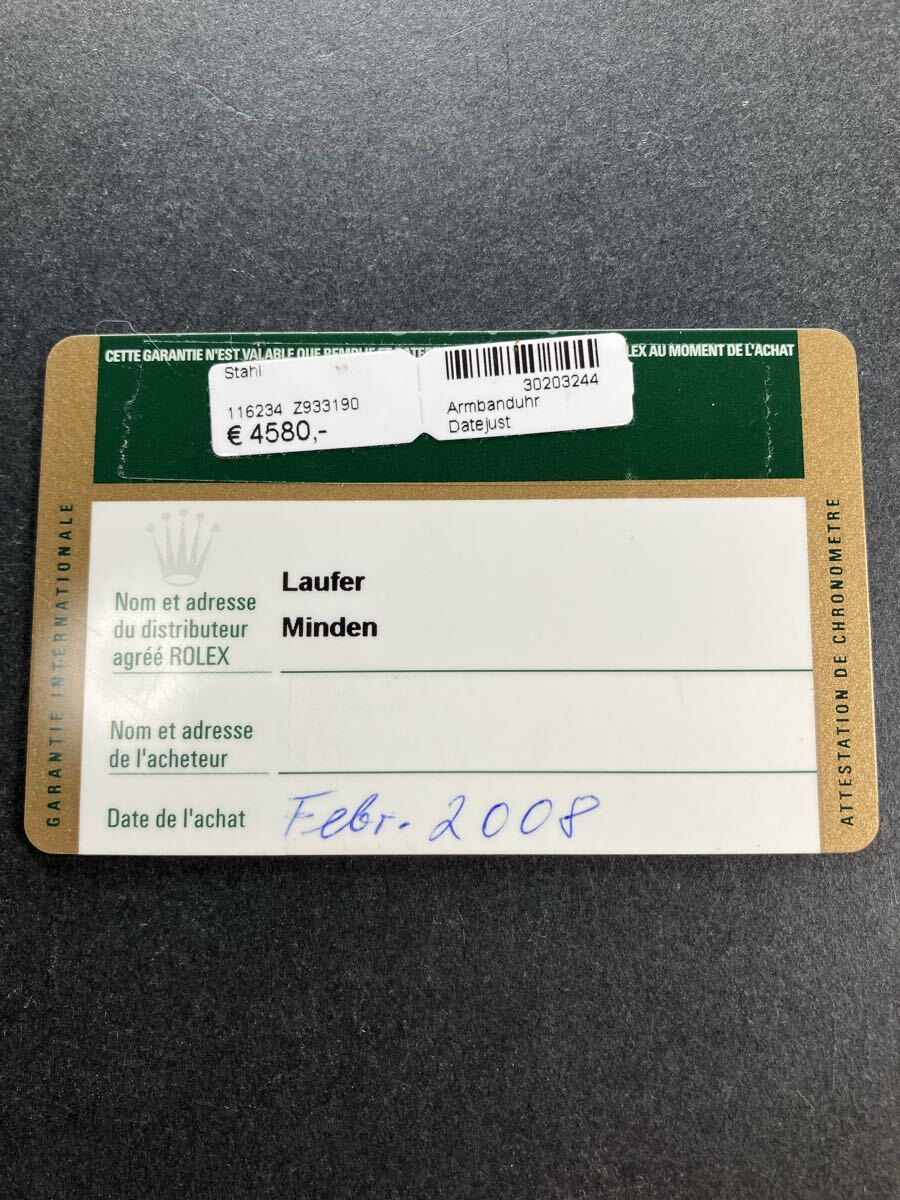 CETTE GARANTIE N'EST VALABLE QUE REMPLIE LEX AU MOMENT DE L'ACHAT
Stahl
116234 Z933190
€ 4580,-
30203244
Armbanduhr
Datejust
GARANTIE INTERNATIONALE
Nom et adresse
du distributeur
agréé ROLEX
Laufer
Minden
Nom et adresse
de l'acheteur
Date de l'achat
Febr. 2008
ATTESTATION DE CHRONOMETRE